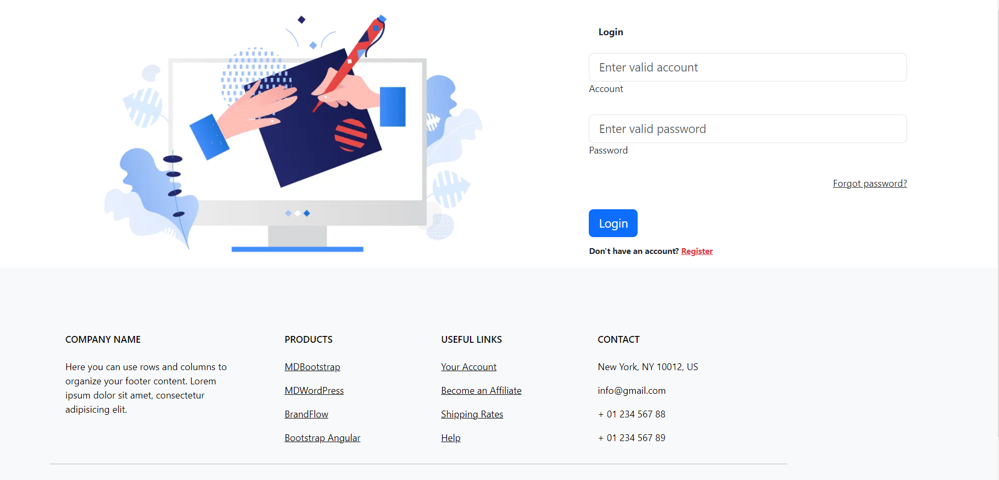 Login
Enter valid account
Account
Enter valid password
Password
Forgot password?
Login
Don't have an account? Register
COMPANY NAME
Here you can use rows and columns to
organize your footer content. Lorem
ipsum dolor sit amet, consectetur
adipisicing elit.
PRODUCTS
MDBootstrap
MDWordPress
BrandFlow
Bootstrap Angular
USEFUL LINKS
Your Account
Become an Affiliate
Shipping Rates
Help
CONTACT
New York, NY 10012, US
info@gmail.com
+ 01 234 567 88
+ 01 234 567 89